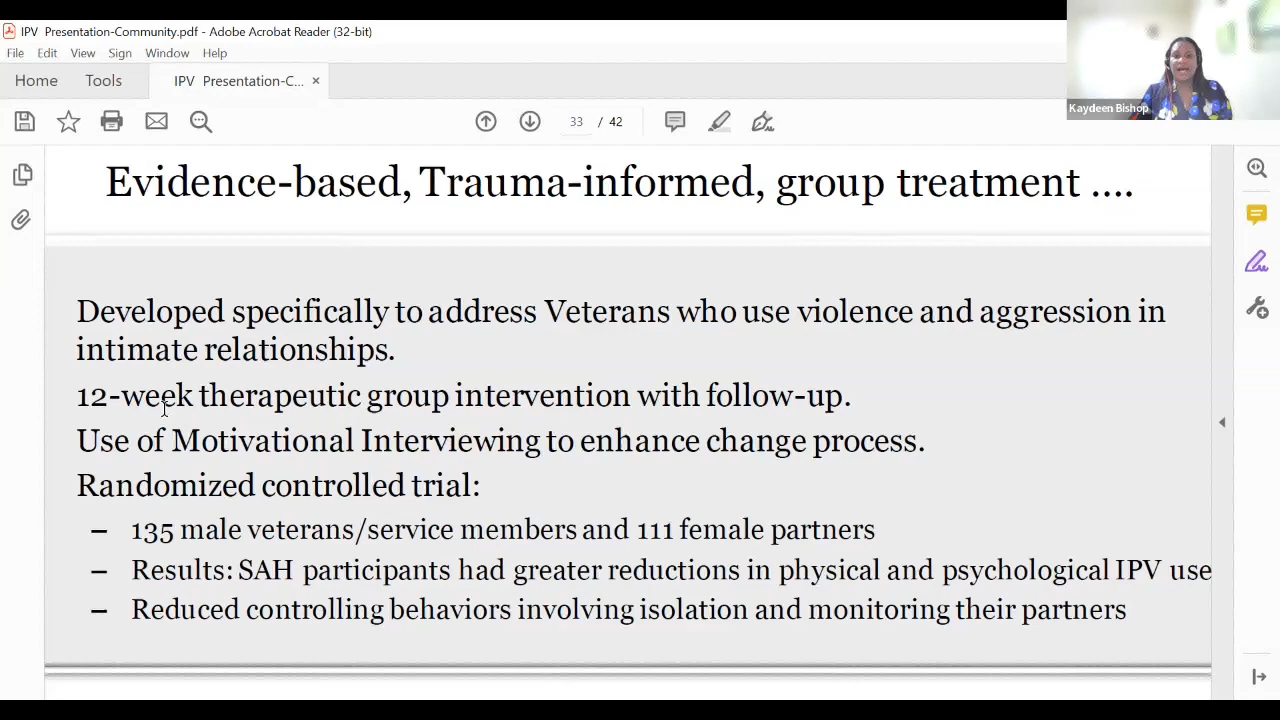 IPV Presentation-Community.pdf - Adobe Acrobat Reader (32-bit)
File Edit View Sign Window Help
Home Tools IPV Presentation-C... ×
33 / 42
Kaydeen Bishop
Evidence-based, Trauma-informed, group treatment ....
Developed specifically to address Veterans who use violence and aggression in
intimate relationships.
12-week therapeutic group intervention with follow-up.
Use of Motivational Interviewing to enhance change process.
Randomized controlled trial:
– 135 male veterans/service members and 111 female partners
– Results: SAH participants had greater reductions in physical and psychological IPV use
– Reduced controlling behaviors involving isolation and monitoring their partners